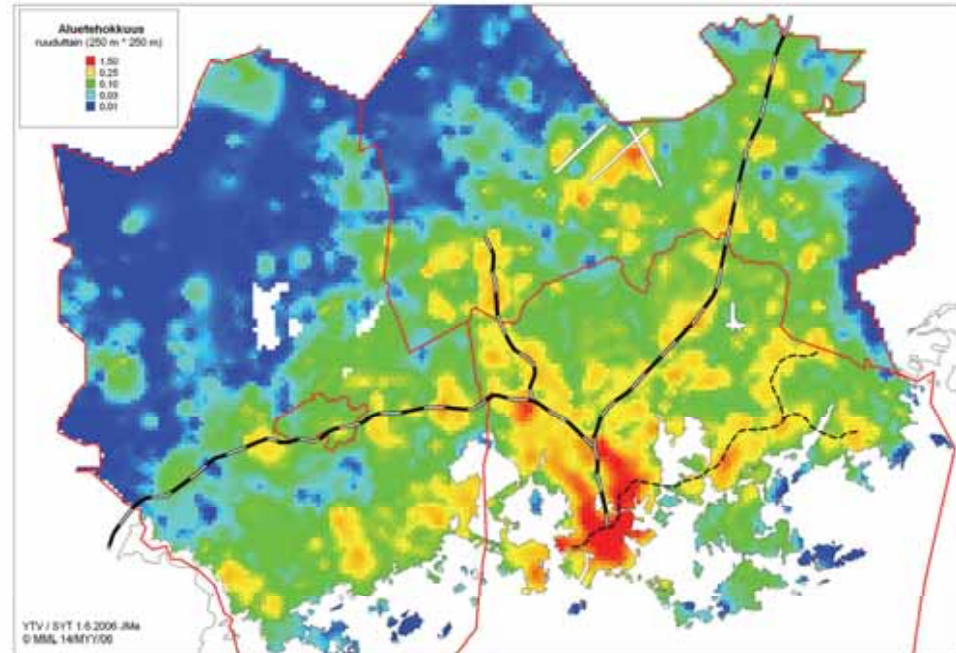 Aluetehokkuus
ruuduttain (250 m * 250 m)
1,50
0,25
0,10
0,03
0,01
YTV / SYT 1.6.2006 JMa
© MML 14/MYY/06